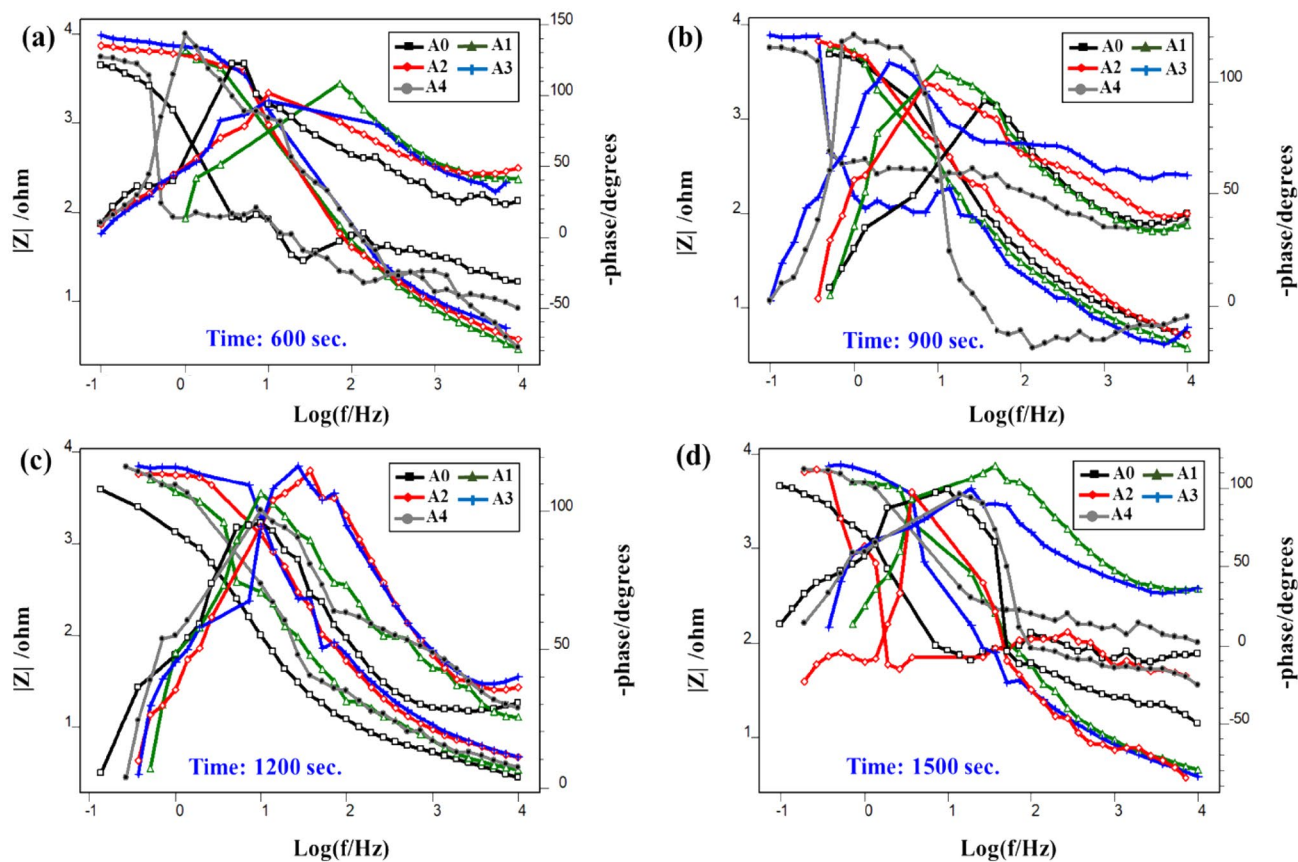 (a)
A0 A1
A2 A3
A4
4
3
2
1
150
100
50
0
-50
|Z| /ohm
-phase/degrees
Time: 600 sec.
-1 0 1 2 3 4
Log(f/Hz)
(b)
A0 A1
A2 A3
A4
4
3
2
1
100
50
0
|Z| /ohm
-phase/degrees
Time: 900 sec.
-1 0 1 2 3 4
Log(f/Hz)
(c)
A0 A1
A2 A3
A4
4
3
2
1
100
50
0
|Z| /ohm
-phase/degrees
Time: 1200 sec.
-1 0 1 2 3 4
Log(f/Hz)
(d)
A0 A1
A2 A3
A4
4
3
2
1
100
50
0
-50
|Z| /ohm
-phase/degrees
Time: 1500 sec.
-1 0 1 2 3 4
Log(f/Hz)